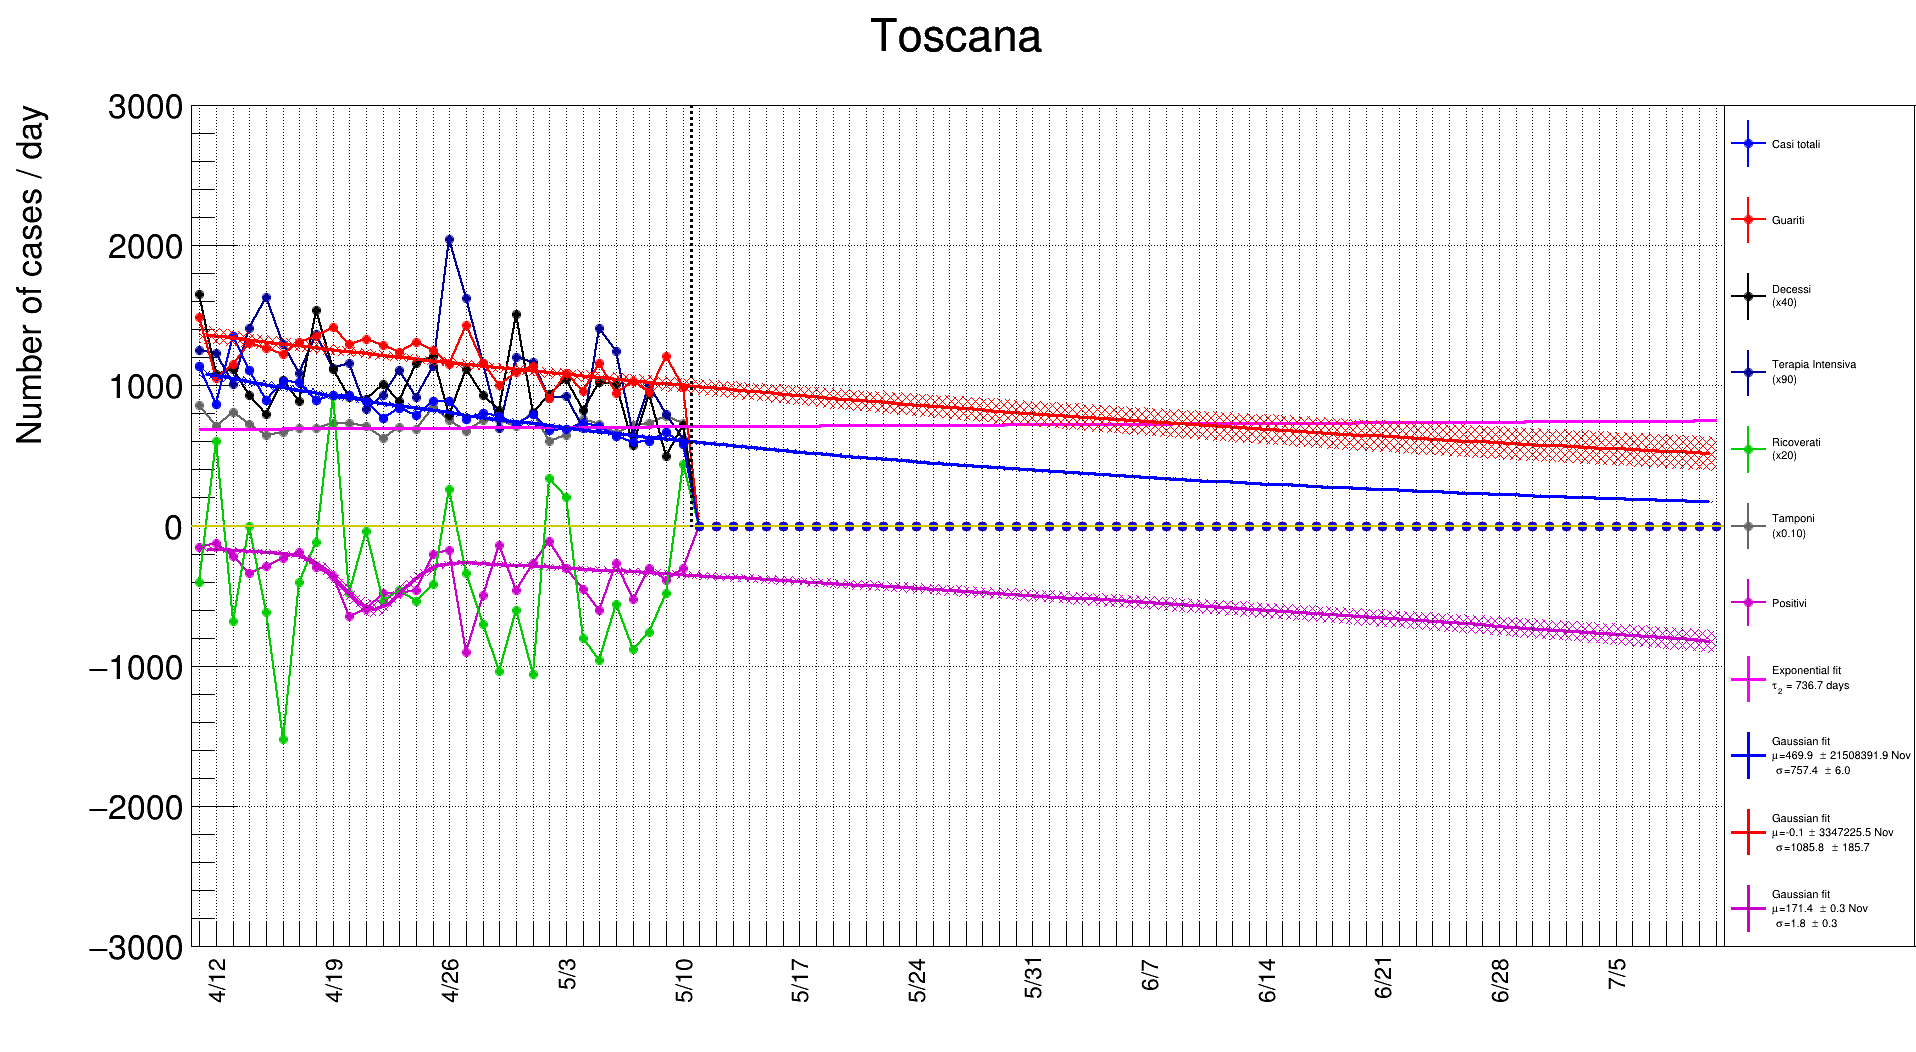 Toscana
Number of cases / day
3000
2000
1000
0
−1000
−2000
−3000
4/12
4/19
4/26
5/3
5/10
5/17
5/24
5/31
6/7
6/14
6/21
6/28
7/5
Casi totali
Guariti
Decessi
(x40)
Terapia Intensiva
(x90)
Ricoverati
(x20)
Tamponi
(x0.10)
Positivi
Exponential fit
τ2 = 736.7 days
Gaussian fit
μ=469.9 ± 21508391.9 Nov
σ=757.4 ± 6.0
Gaussian fit
μ=-0.1 ± 3347225.5 Nov
σ=1085.8 ± 185.7
Gaussian fit
μ=171.4 ± 0.3 Nov
σ=1.8 ± 0.3